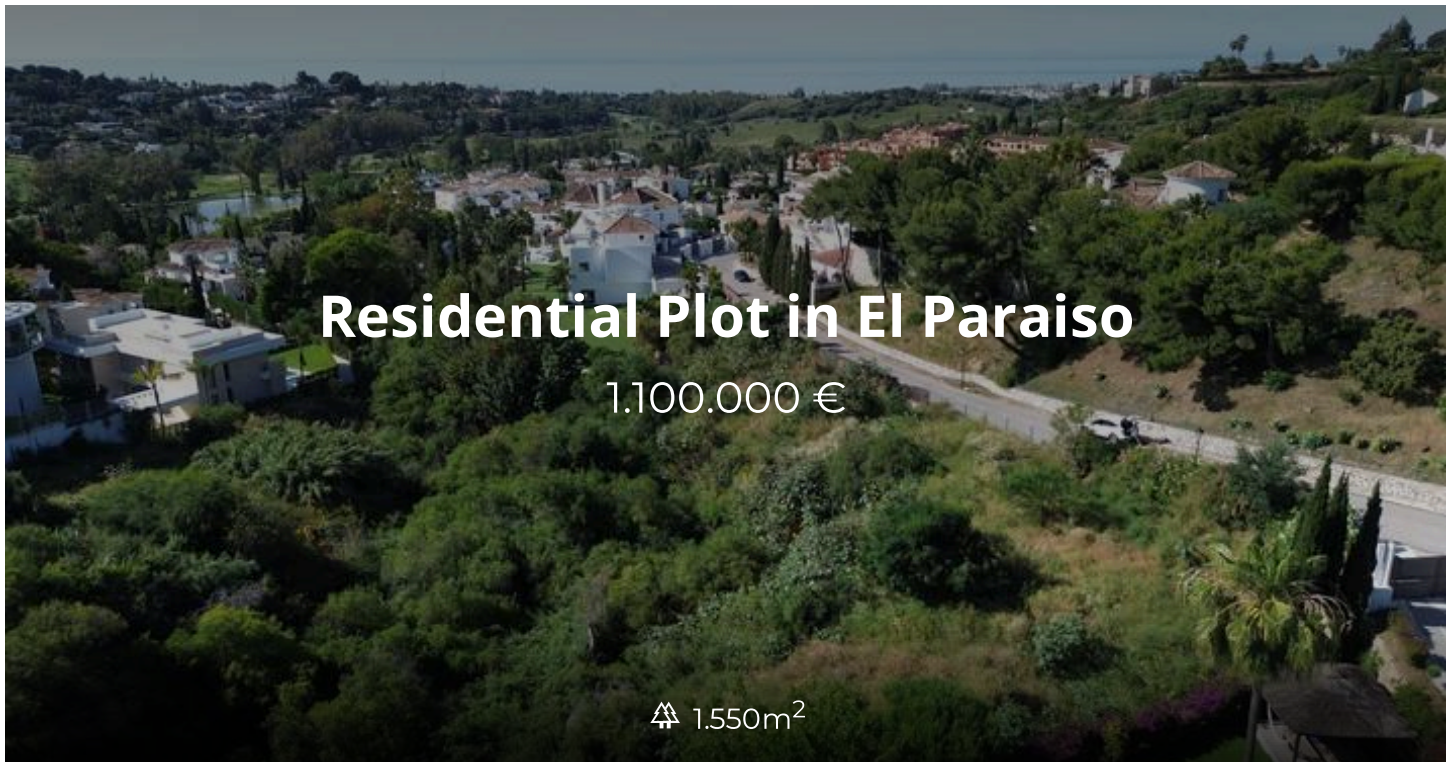 Residential Plot in El Paraiso
1.100.000 €
1.550m²